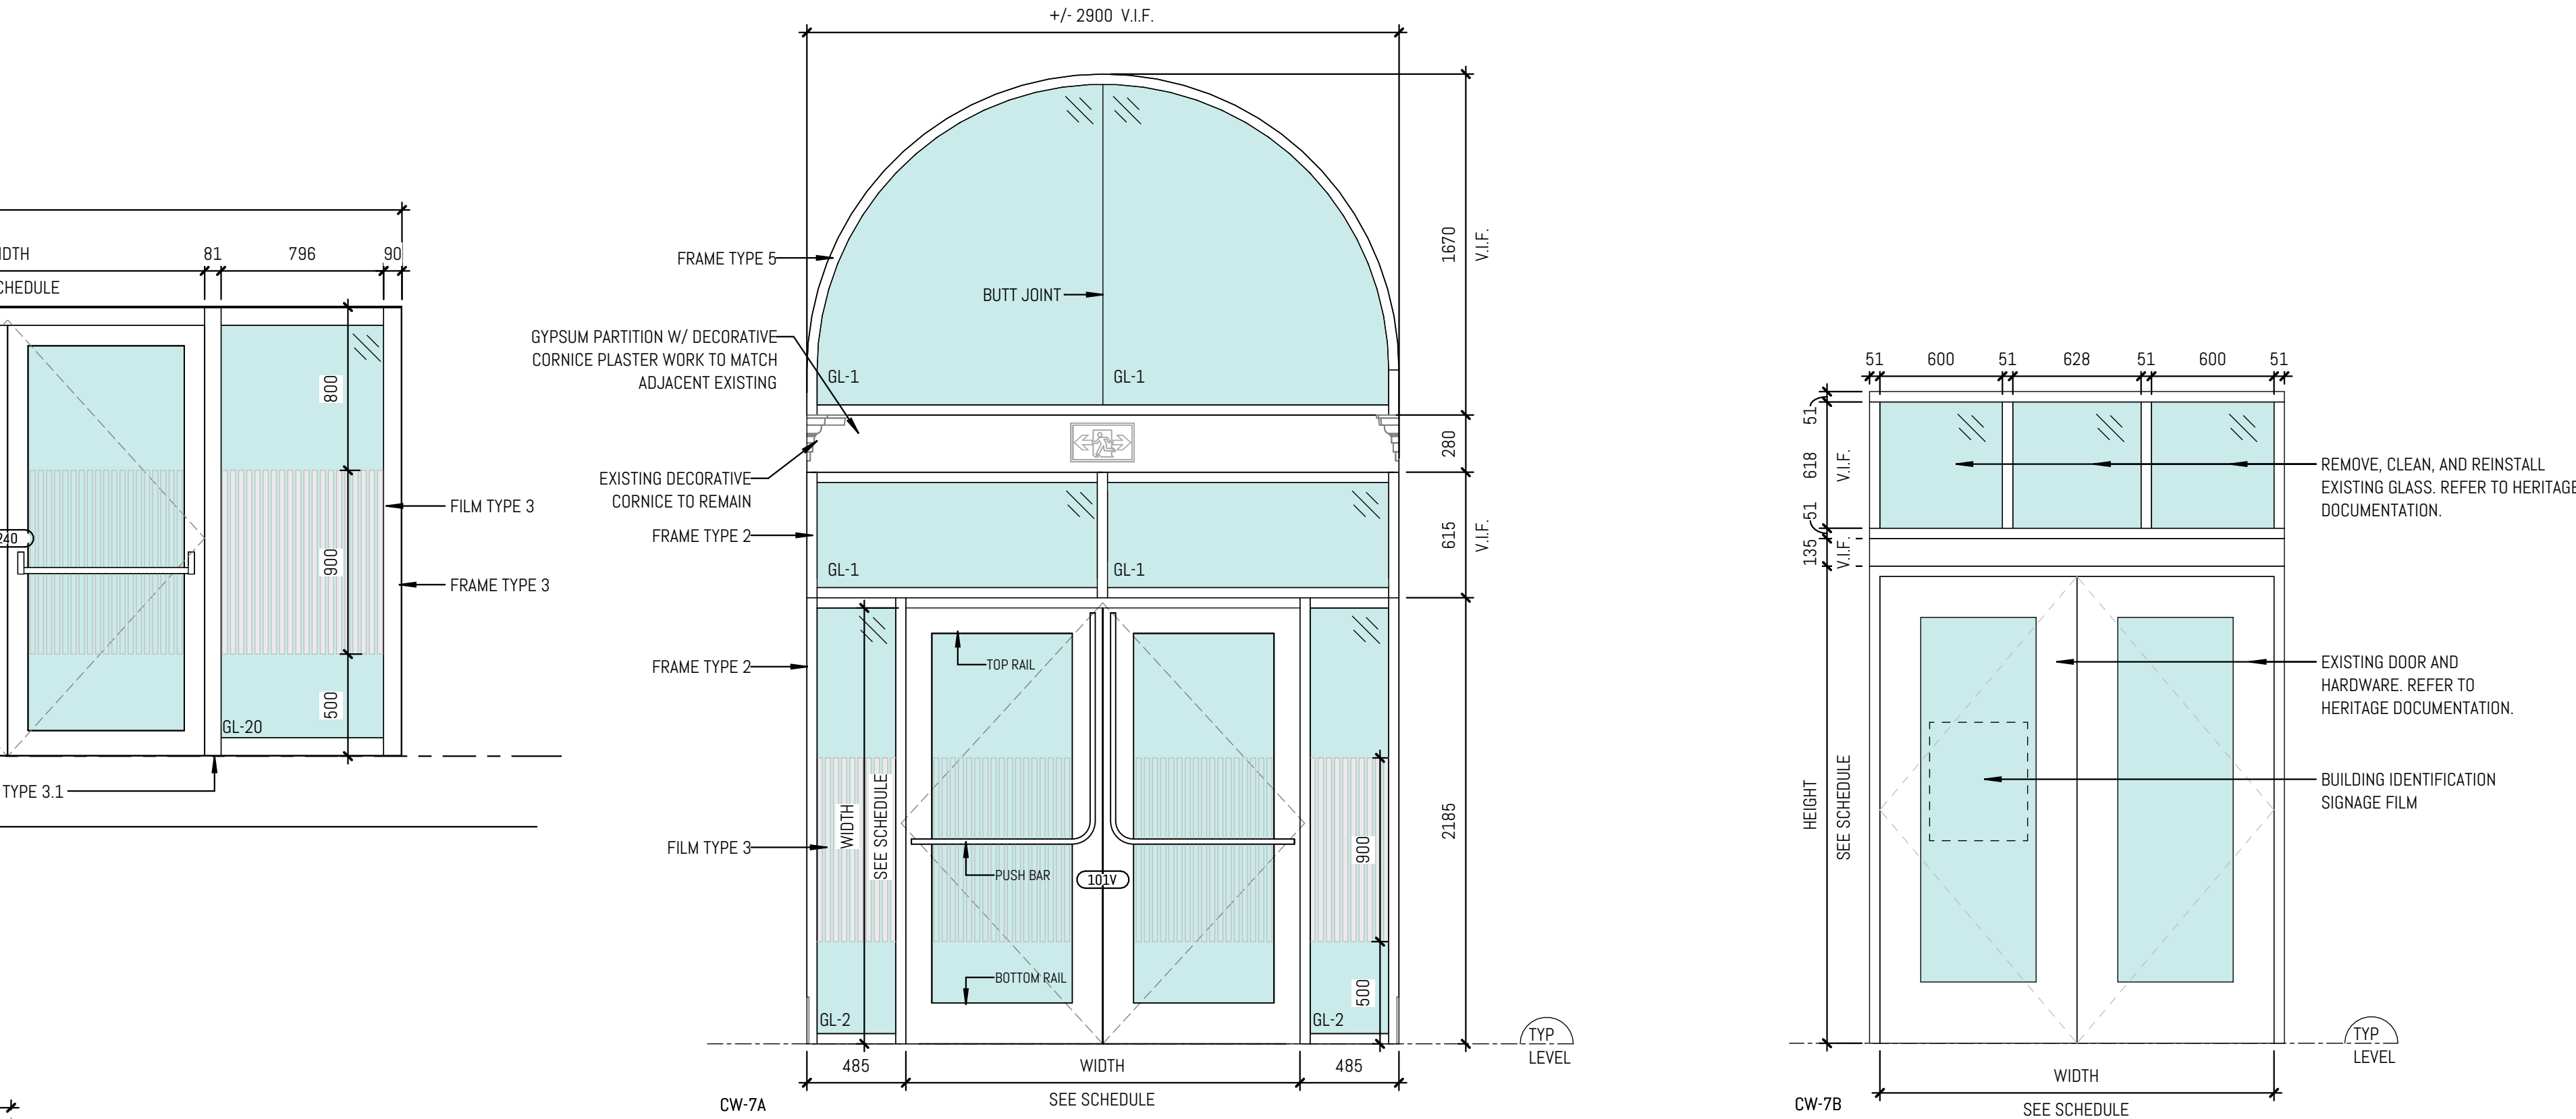 IDTH
81
796
90
CHEDULE
800
900
500
240
GL-20
FILM TYPE 3
FRAME TYPE 3
TYPE 3.1
+/- 2900 V.I.F.
FRAME TYPE 5
BUTT JOINT
GYPSUM PARTITION W/ DECORATIVE
CORNICE PLASTER WORK TO MATCH
ADJACENT EXISTING
GL-1
GL-1
EXISTING DECORATIVE
CORNICE TO REMAIN
FRAME TYPE 2
GL-1
GL-1
FRAME TYPE 2
TOP RAIL
FILM TYPE 3
WIDTH
SEE SCHEDULE
PUSH BAR
101V
BOTTOM RAIL
GL-2
GL-2
900
500
1670
V.I.F.
280
615
V.I.F.
2185
TYP
LEVEL
485
WIDTH
485
SEE SCHEDULE
CW-7A
51
600
51
628
51
600
51
51
618
V.I.F.
51
135
V.I.F.
HEIGHT
SEE SCHEDULE
REMOVE, CLEAN, AND REINSTALL
EXISTING GLASS. REFER TO HERITAGE
DOCUMENTATION.
EXISTING DOOR AND
HARDWARE. REFER TO
HERITAGE DOCUMENTATION.
BUILDING IDENTIFICATION
SIGNAGE FILM
TYP
LEVEL
WIDTH
SEE SCHEDULE
CW-7B